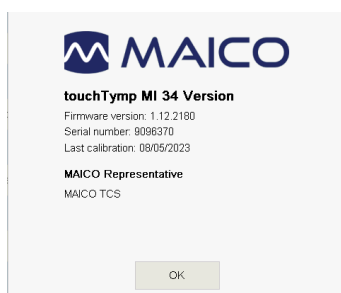 MAICO
touchTymp MI 34 Version
Firmware version: 1.12.2180
Serial number: 9096370
Last calibration: 08/05/2023
MAICO Representative
MAICO TCS
OK